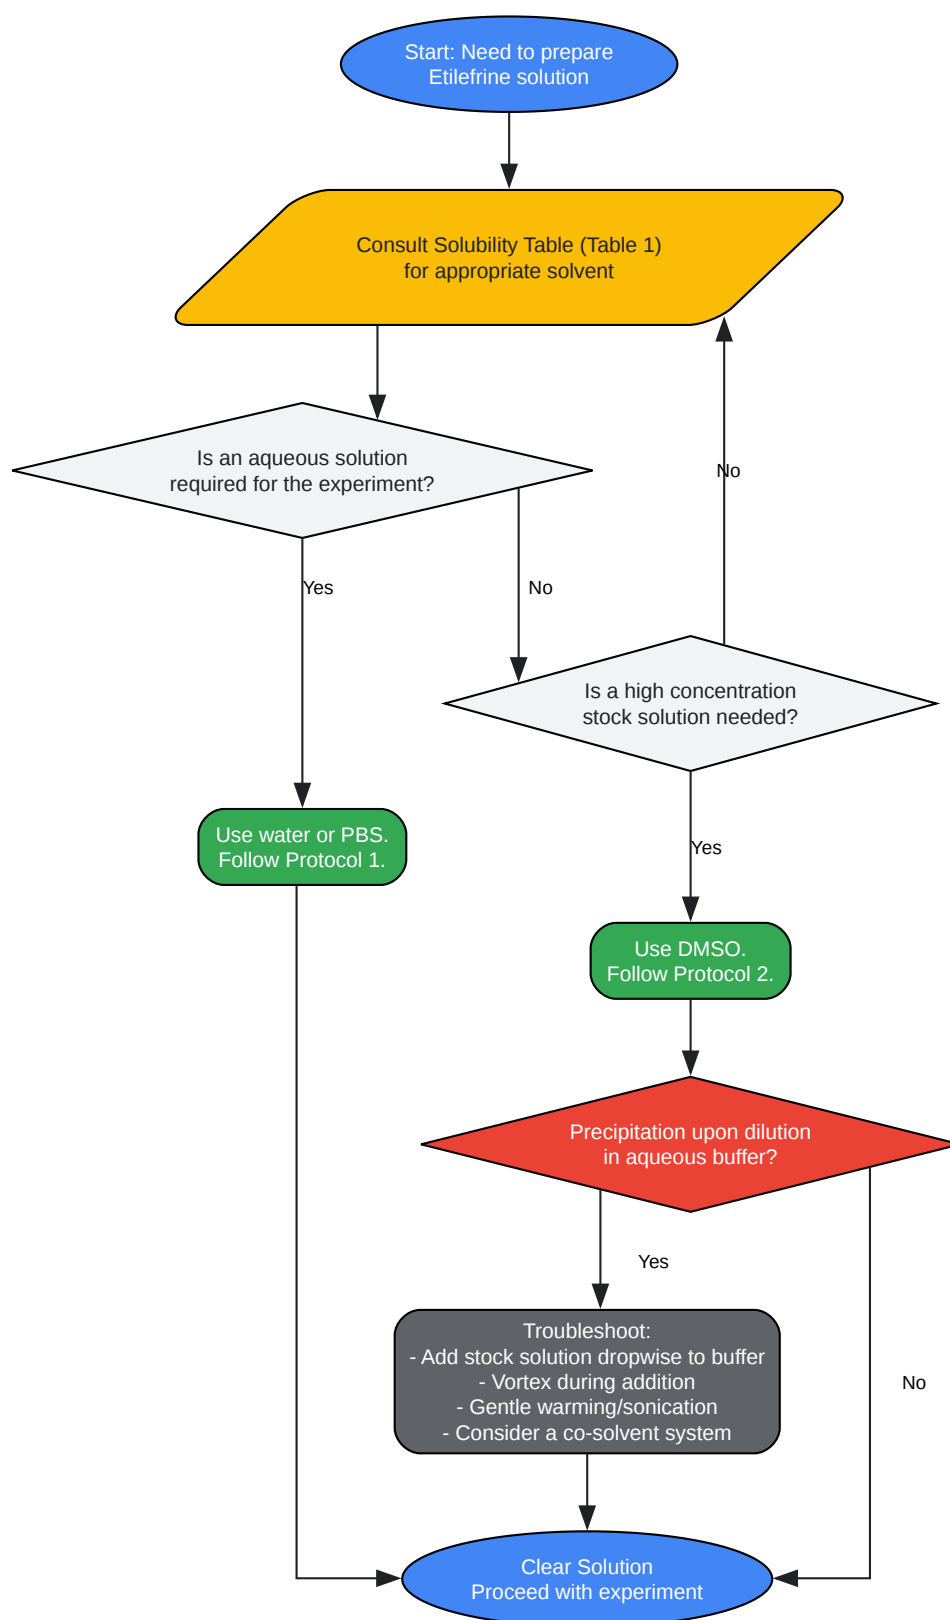 Start: Need to prepare
Etilefrine solution
Consult Solubility Table (Table 1)
for appropriate solvent
Is an aqueous solution
required for the experiment?
No
Yes
No
Is a high concentration
stock solution needed?
Use water or PBS.
Follow Protocol 1.
Yes
Use DMSO.
Follow Protocol 2.
Precipitation upon dilution
in aqueous buffer?
Yes
Troubleshoot:
- Add stock solution dropwise to buffer
- Vortex during addition
- Gentle warming/sonication
- Consider a co-solvent system
No
Clear Solution
Proceed with experiment